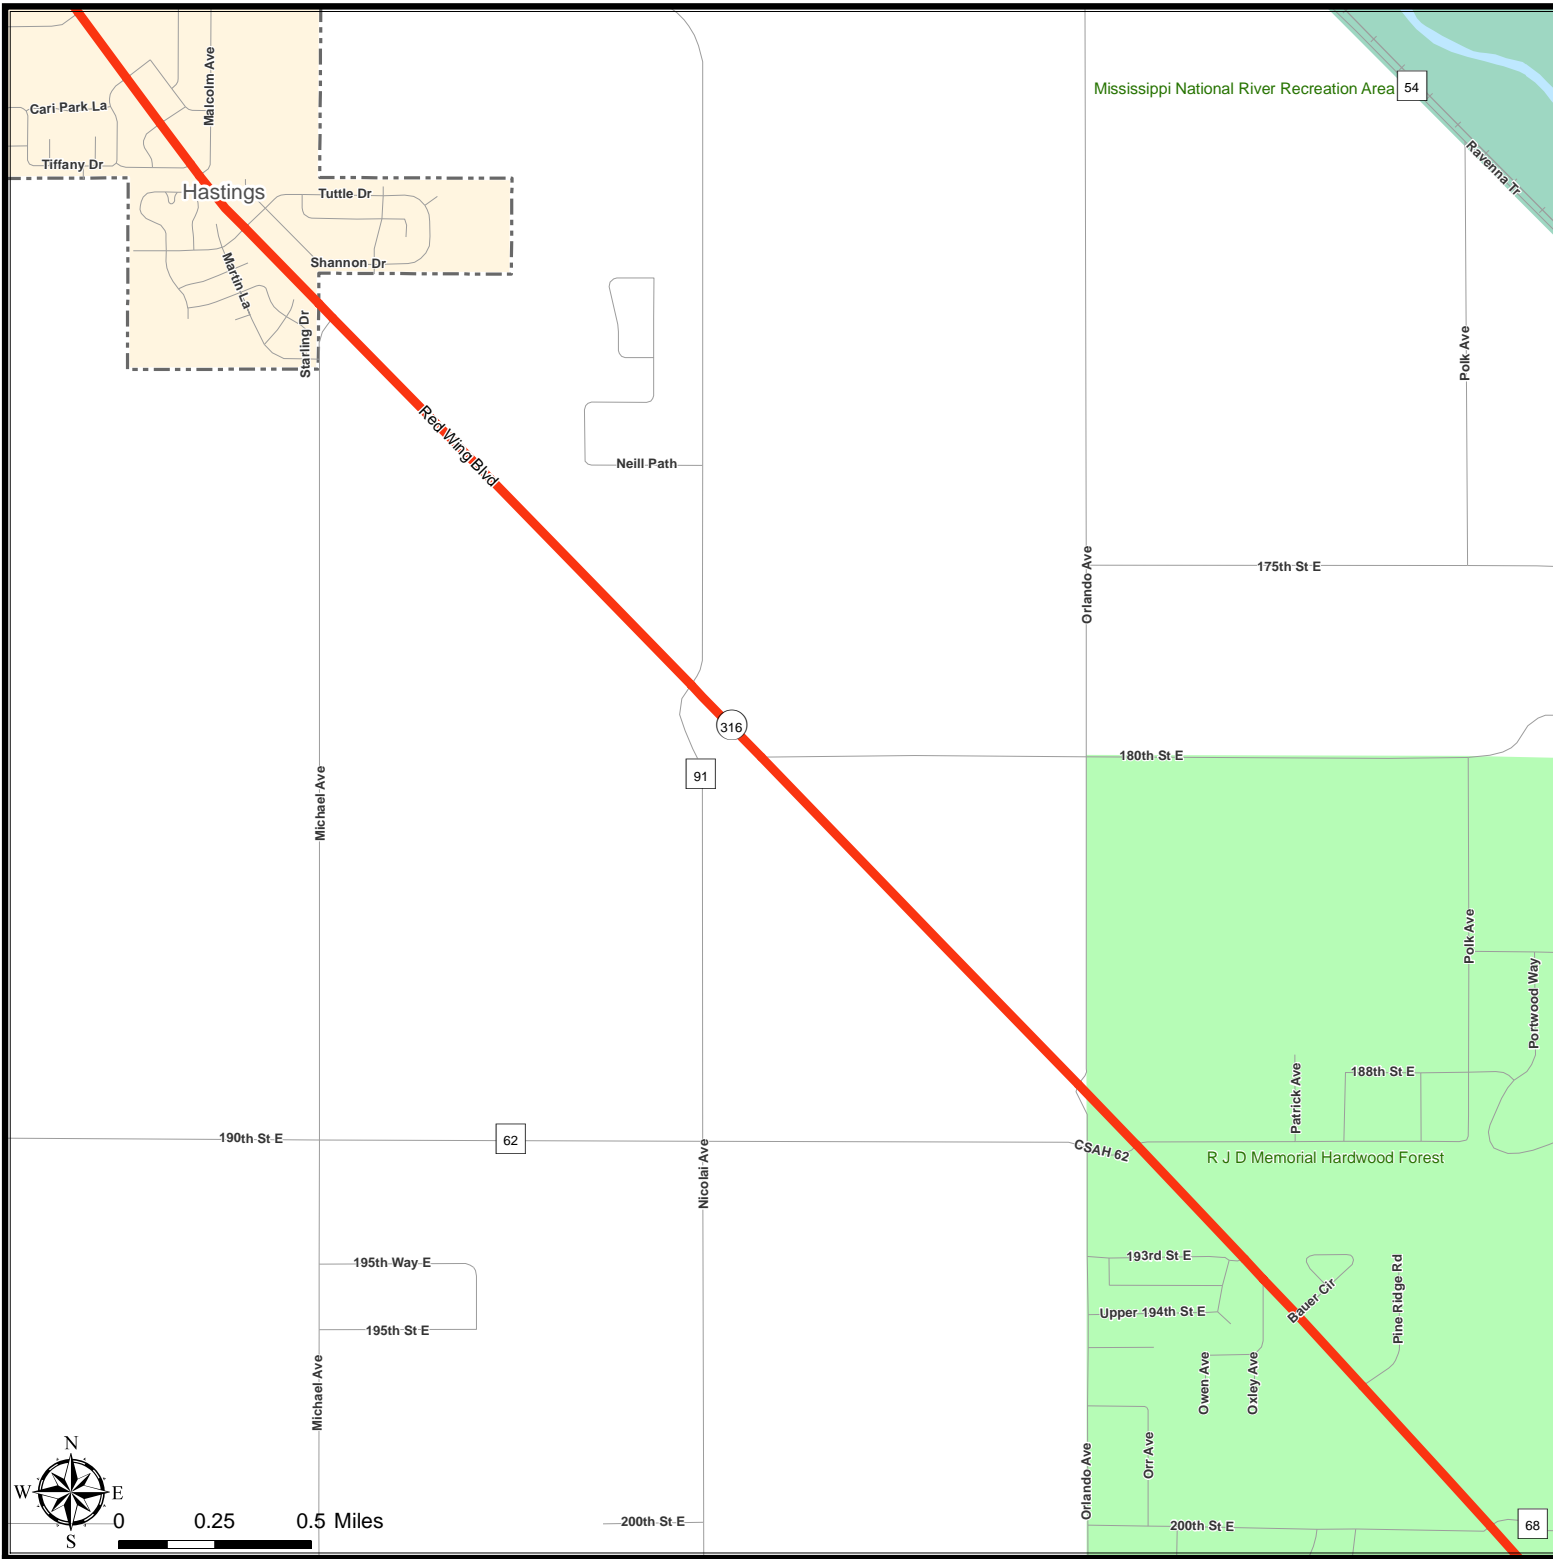 Malcolm Ave
Mississippi National River Recreation Area
54
Cari Park La
Tiffany Dr
Ravenna Tr
Hastings
Tuttle Dr
Shannon Dr
Martin La
Starling Dr
Polk Ave
Red Wing Blvd
Neill Path
Orlando Ave
175th St E
316
180th St E
91
Michael Ave
Polk Ave
Portwood Way
188th St E
Patrick Ave
190th St E
62
Nicolai Ave
CSAH 62
R J D Memorial Hardwood Forest
193rd St E
195th Way E
Bauer Cir
Pine Ridge Rd
Upper 194th St E
195th St E
Michael Ave
Owen Ave
Oxley Ave
Orlando Ave
Orr Ave
N
W
E
S
0
0.25
0.5 Miles
200th St E
200th St E
68